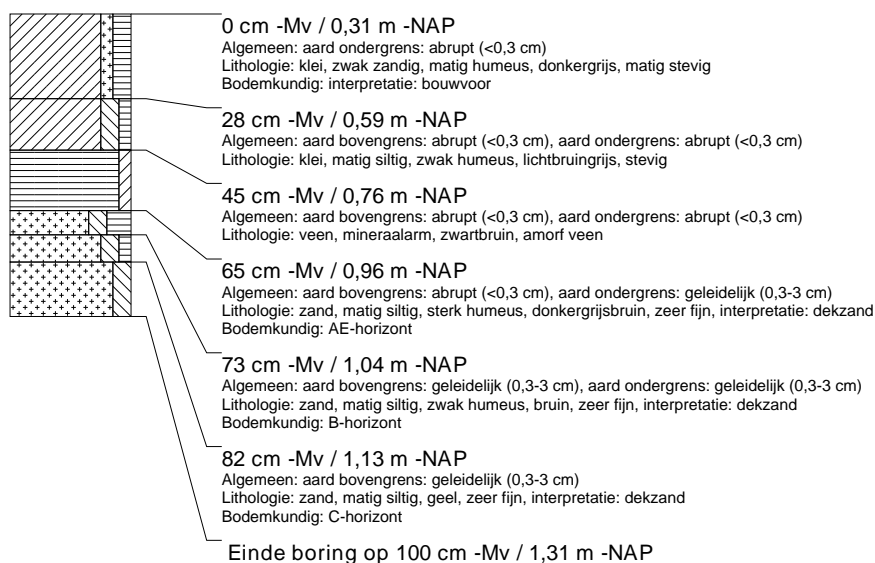 0 cm -Mv / 0,31 m -NAP
Algemeen: aard ondergrens: abrupt (<0,3 cm)
Lithologie: klei, zwak zandig, matig humeus, donkergrijs, matig stevig
Bodemkundig: interpretatie: bouwvoor
28 cm -Mv / 0,59 m -NAP
Algemeen: aard bovengrens: abrupt (<0,3 cm), aard ondergrens: abrupt (<0,3 cm)
Lithologie: klei, matig siltig, zwak humeus, lichtbruingrijs, stevig
45 cm -Mv / 0,76 m -NAP
Algemeen: aard bovengrens: abrupt (<0,3 cm), aard ondergrens: abrupt (<0,3 cm)
Lithologie: veen, mineraalarm, zwartbruin, amorf veen
65 cm -Mv / 0,96 m -NAP
Algemeen: aard bovengrens: abrupt (<0,3 cm), aard ondergrens: geleidelijk (0,3-3 cm)
Lithologie: zand, matig siltig, sterk humeus, donkergrijsbruin, zeer fijn, interpretatie: dekzand
Bodemkundig: AE-horizont
73 cm -Mv / 1,04 m -NAP
Algemeen: aard bovengrens: geleidelijk (0,3-3 cm), aard ondergrens: geleidelijk (0,3-3 cm)
Lithologie: zand, matig siltig, zwak humeus, bruin, zeer fijn, interpretatie: dekzand
Bodemkundig: B-horizont
82 cm -Mv / 1,13 m -NAP
Algemeen: aard bovengrens: geleidelijk (0,3-3 cm)
Lithologie: zand, matig siltig, geel, zeer fijn, interpretatie: dekzand
Bodemkundig: C-horizont
Einde boring op 100 cm -Mv / 1,31 m -NAP